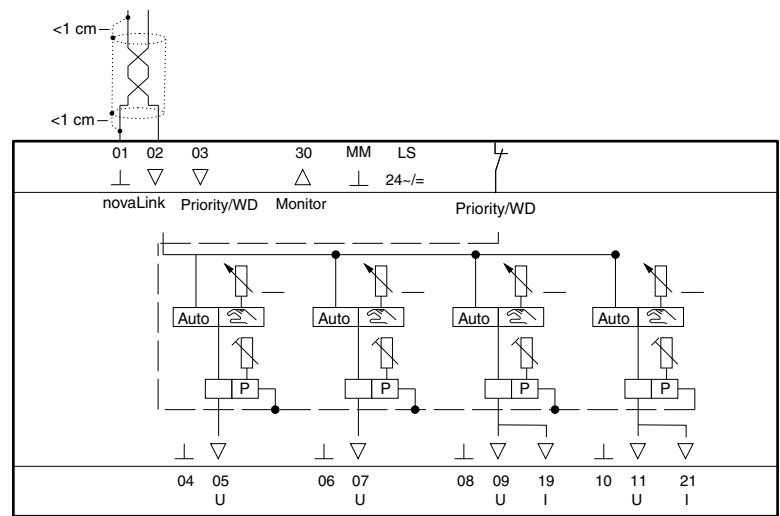 <1 cm
<1 cm
01 02 03 30 MM LS
24~/=
novaLink Priority/WD Monitor Priority/WD
Auto Auto Auto Auto
P P P P
04 05 06 07 08 09 19 10 11 21
U U U I U I